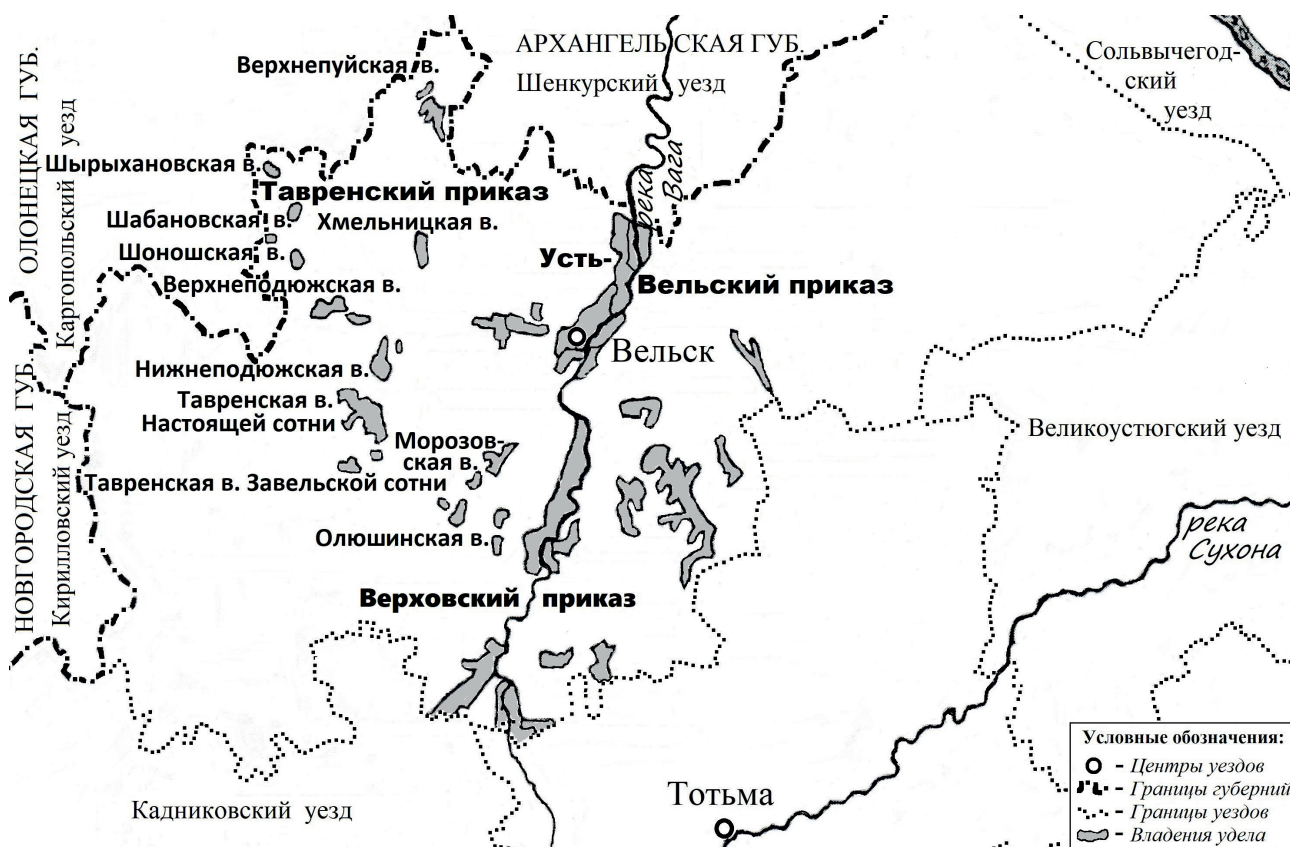 АРХАНГЕЛЬСКАЯ ГУБ.
Шенкурский уезд
Сольвычегод-
ский
уезд
ОЛОНЕЦКАЯ ГУБ.
Каргопольский уезд
НОВГОРОДСКАЯ ГУБ.
Кирилловский уезд
Верхнепуйская в.
Шырыхановская в.
Тавренский приказ
Шабановская в.
Хмельницкая в.
Шоношская в.
Верхнеподюжская в.
река
Вага
Усть-
Вельский приказ
Вельск
Нижнеподюжская в.
Тавренская в.
Настоящей сотни
Морозов-
ская в.
Тавренская в. Завельской сотни
Олюшинская в.
Верховский приказ
Великоустюгский уезд
река
Сухона
Кадниковский уезд
Тотьма
Условные обозначения:
- Центры уездов
- Границы губерний
- Границы уездов
- Владения удела